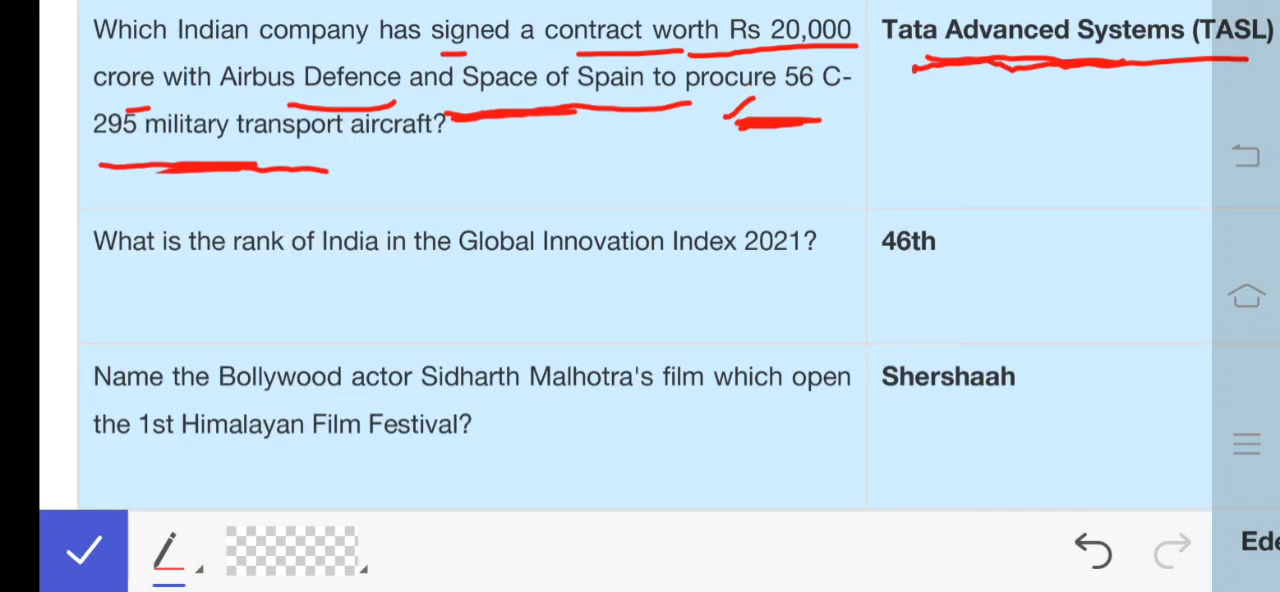 Which Indian company has signed a contract worth Rs 20,000
crore with Airbus Defence and Space of Spain to procure 56 C-
295 military transport aircraft?
Tata Advanced Systems (TASL)
What is the rank of India in the Global Innovation Index 2021?
46th
Name the Bollywood actor Sidharth Malhotra's film which open
the 1st Himalayan Film Festival?
Shershaah